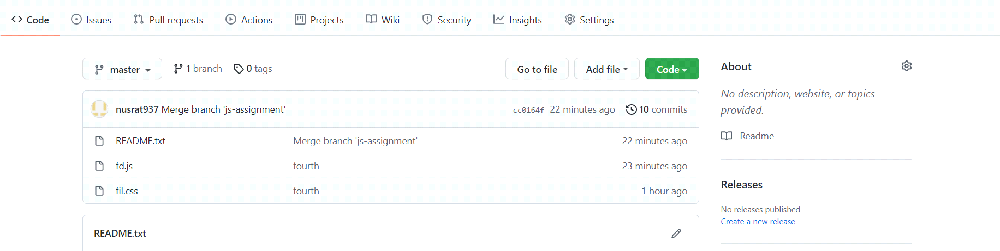 Code Issues Pull requests Actions Projects Wiki Security Insights Settings
master 1 branch 0 tags Go to file Add file Code
nusrat937 Merge branch 'js-assignment' cc0164f 22 minutes ago 10 commits
README.txt Merge branch 'js-assignment' 22 minutes ago
fd.js fourth 23 minutes ago
fil.css fourth 1 hour ago
README.txt
About
No description, website, or topics
provided.
Readme
Releases
No releases published
Create a new release